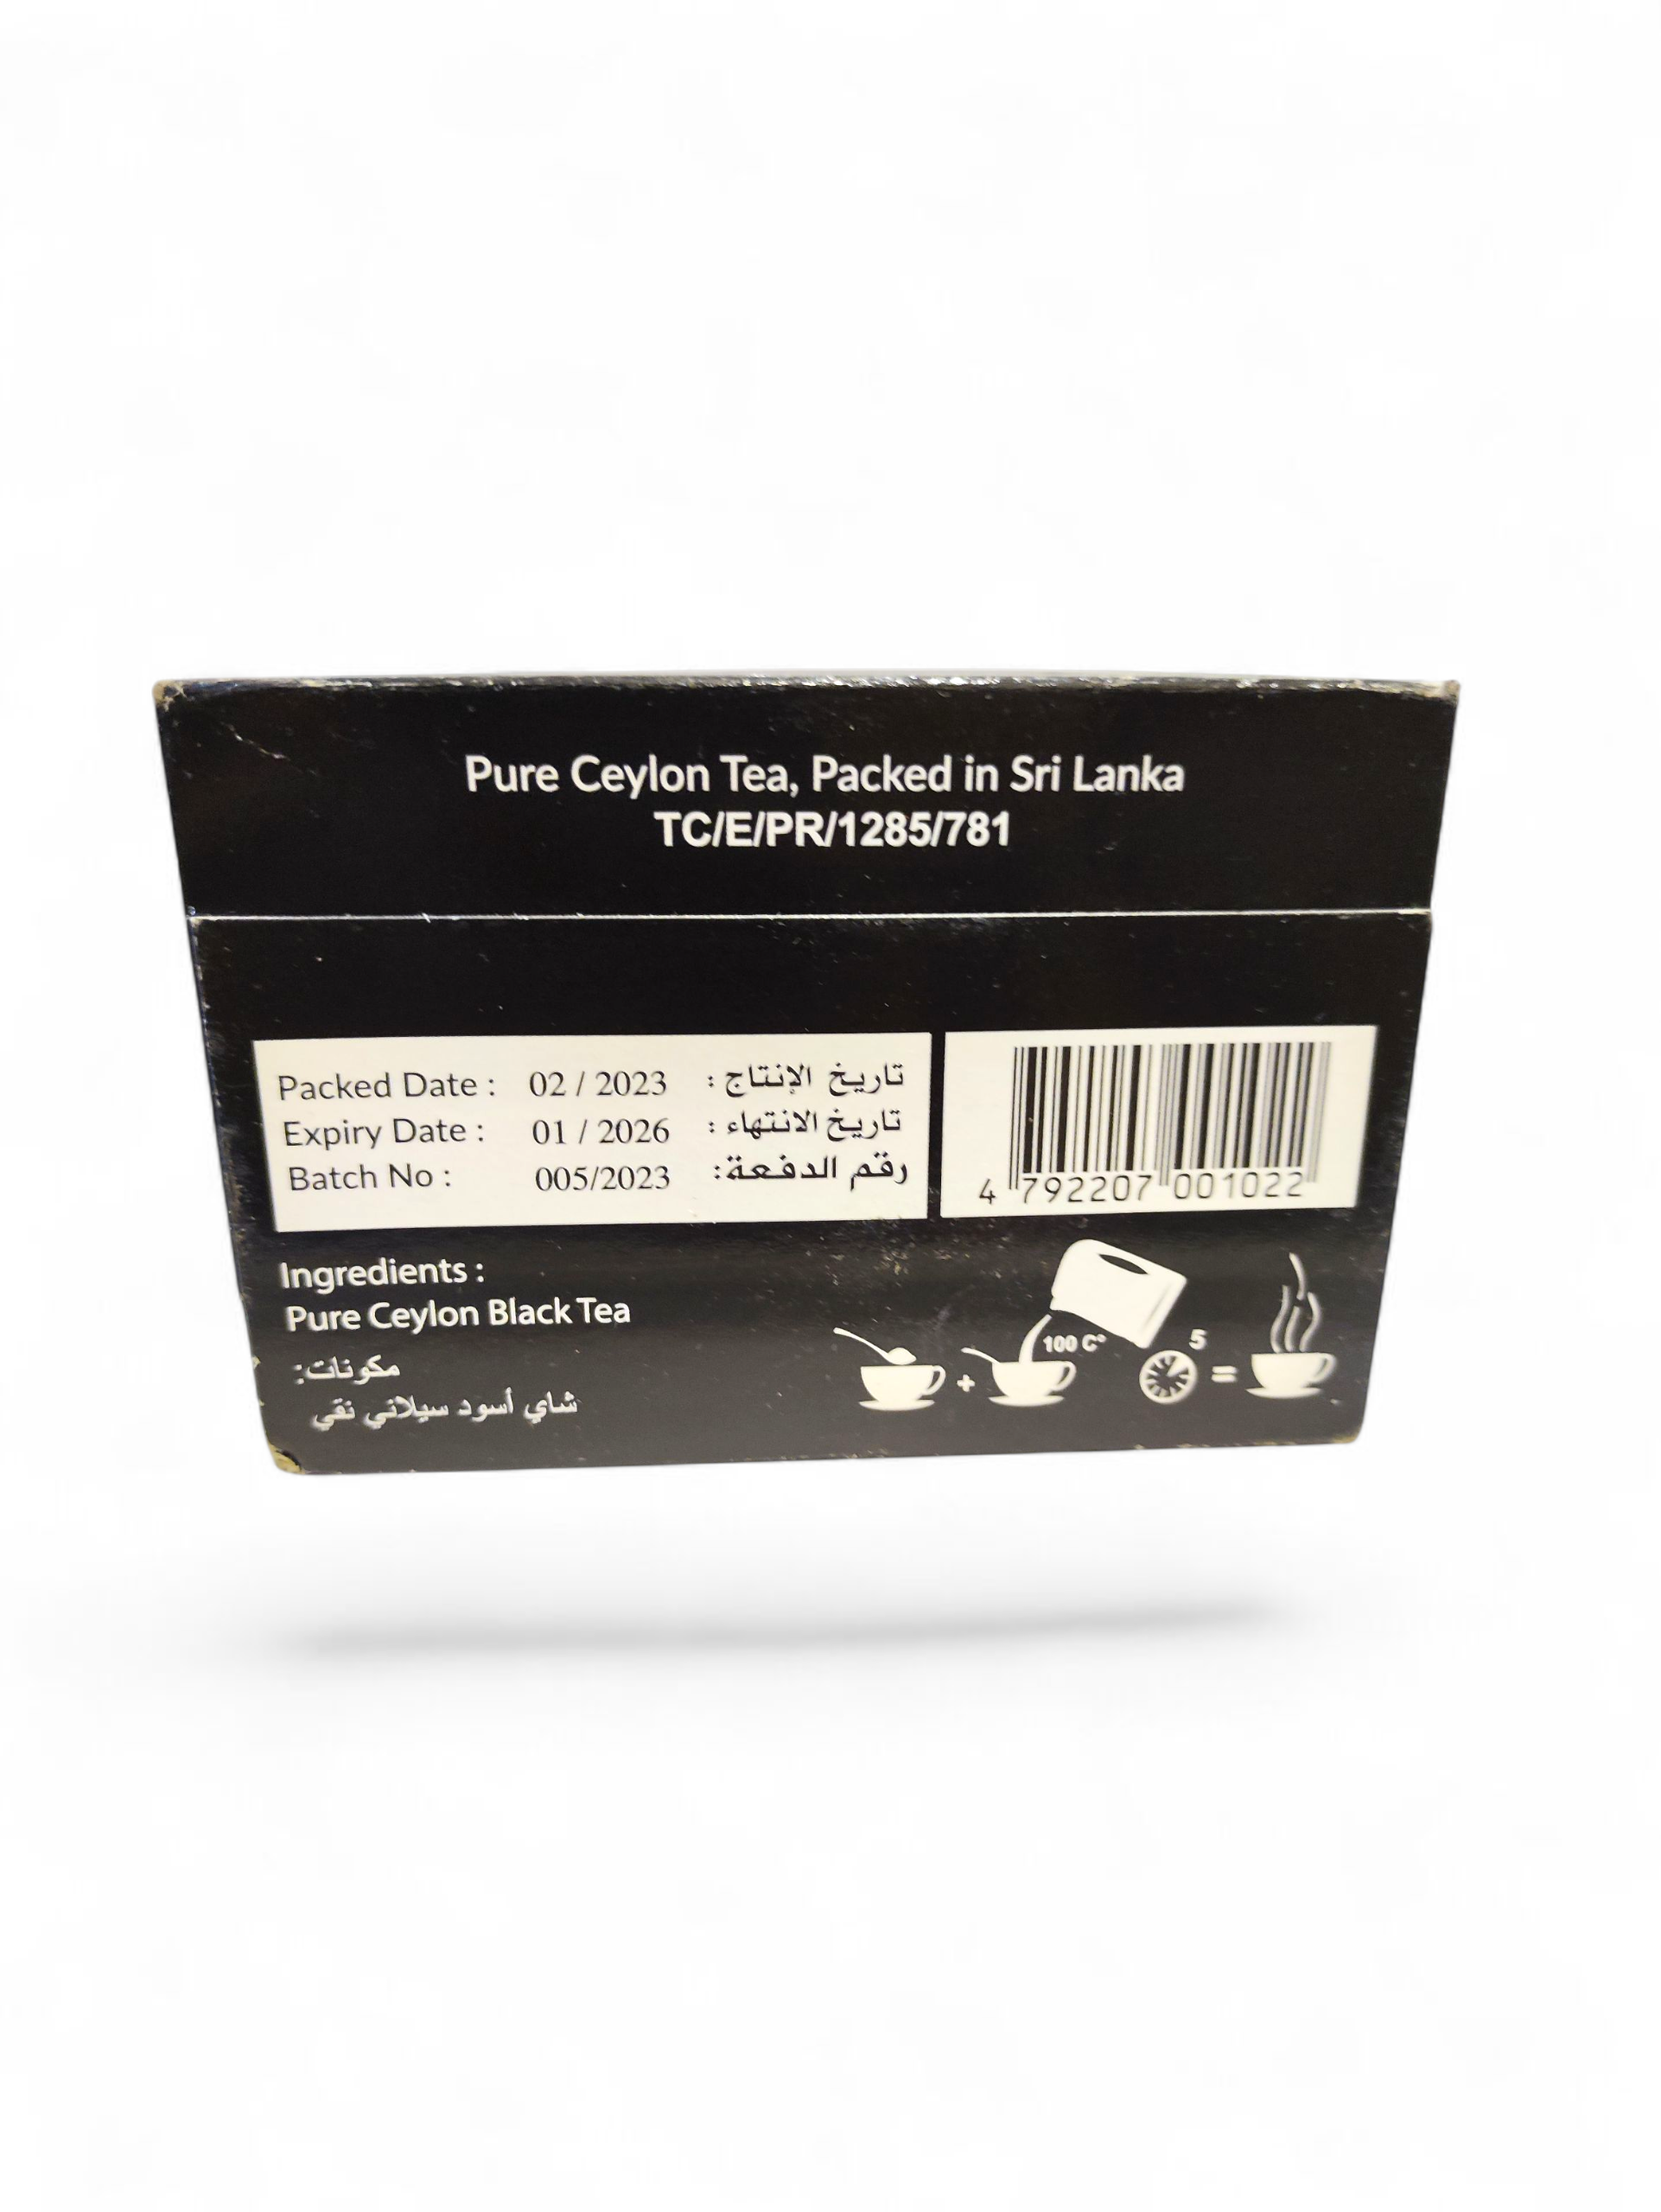 Pure Ceylon Tea, Packed in Sri Lanka
TC/E/PR/1285/781
Packed Date : 02 / 2023 تاريخ الإنتاج :
Expiry Date : 01 / 2026 تاريخ الانتهاء :
Batch No : 005/2023 رقم الدفعة:
4 792207 001022
Ingredients :
Pure Ceylon Black Tea
مكونات:
شاي أسود سيلاني نقي
+ 100 C° 5 =